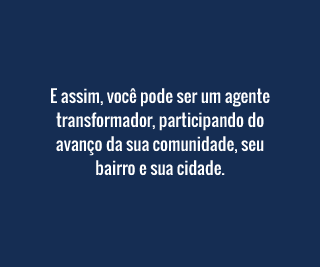 E assim, você pode ser um agente
transformador, participando do
avanço da sua comunidade, seu
bairro e sua cidade.